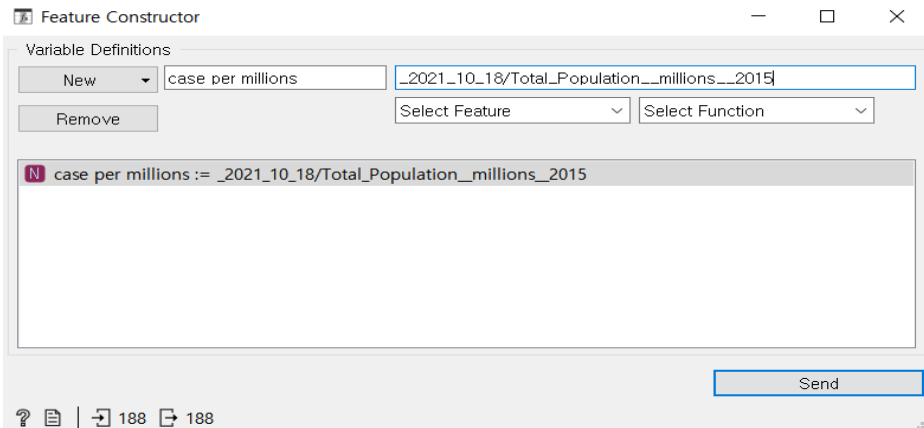 Feature Constructor
Variable Definitions
New case per millions _2021_10_18/Total_Population__millions__2015
Remove Select Feature Select Function
N case per millions := _2021_10_18/Total_Population__millions__2015
Send
? 188 188